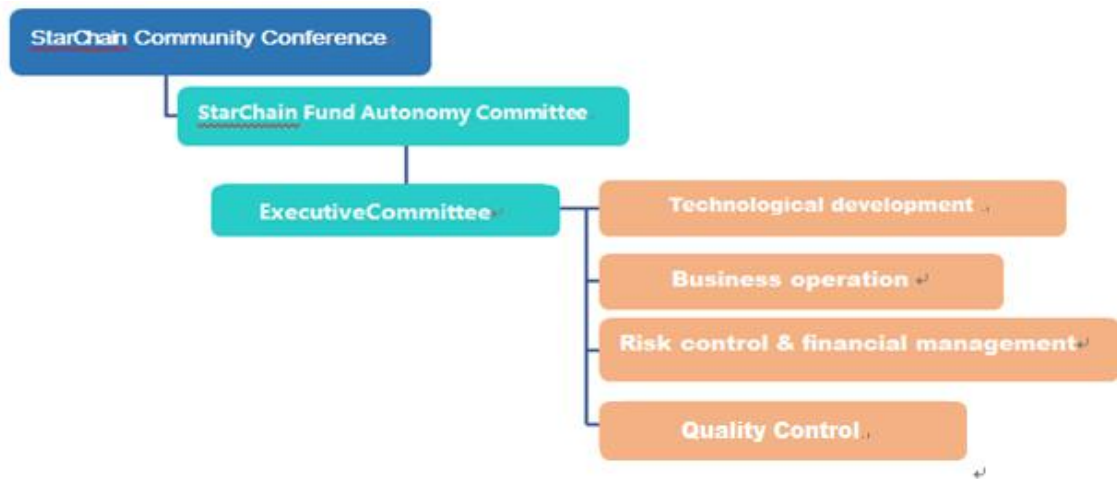 StarChain Community Conference
StarChain Fund Autonomy Committee
ExecutiveCommittee
Technological development
Business operation
Risk control & financial management
Quality Control